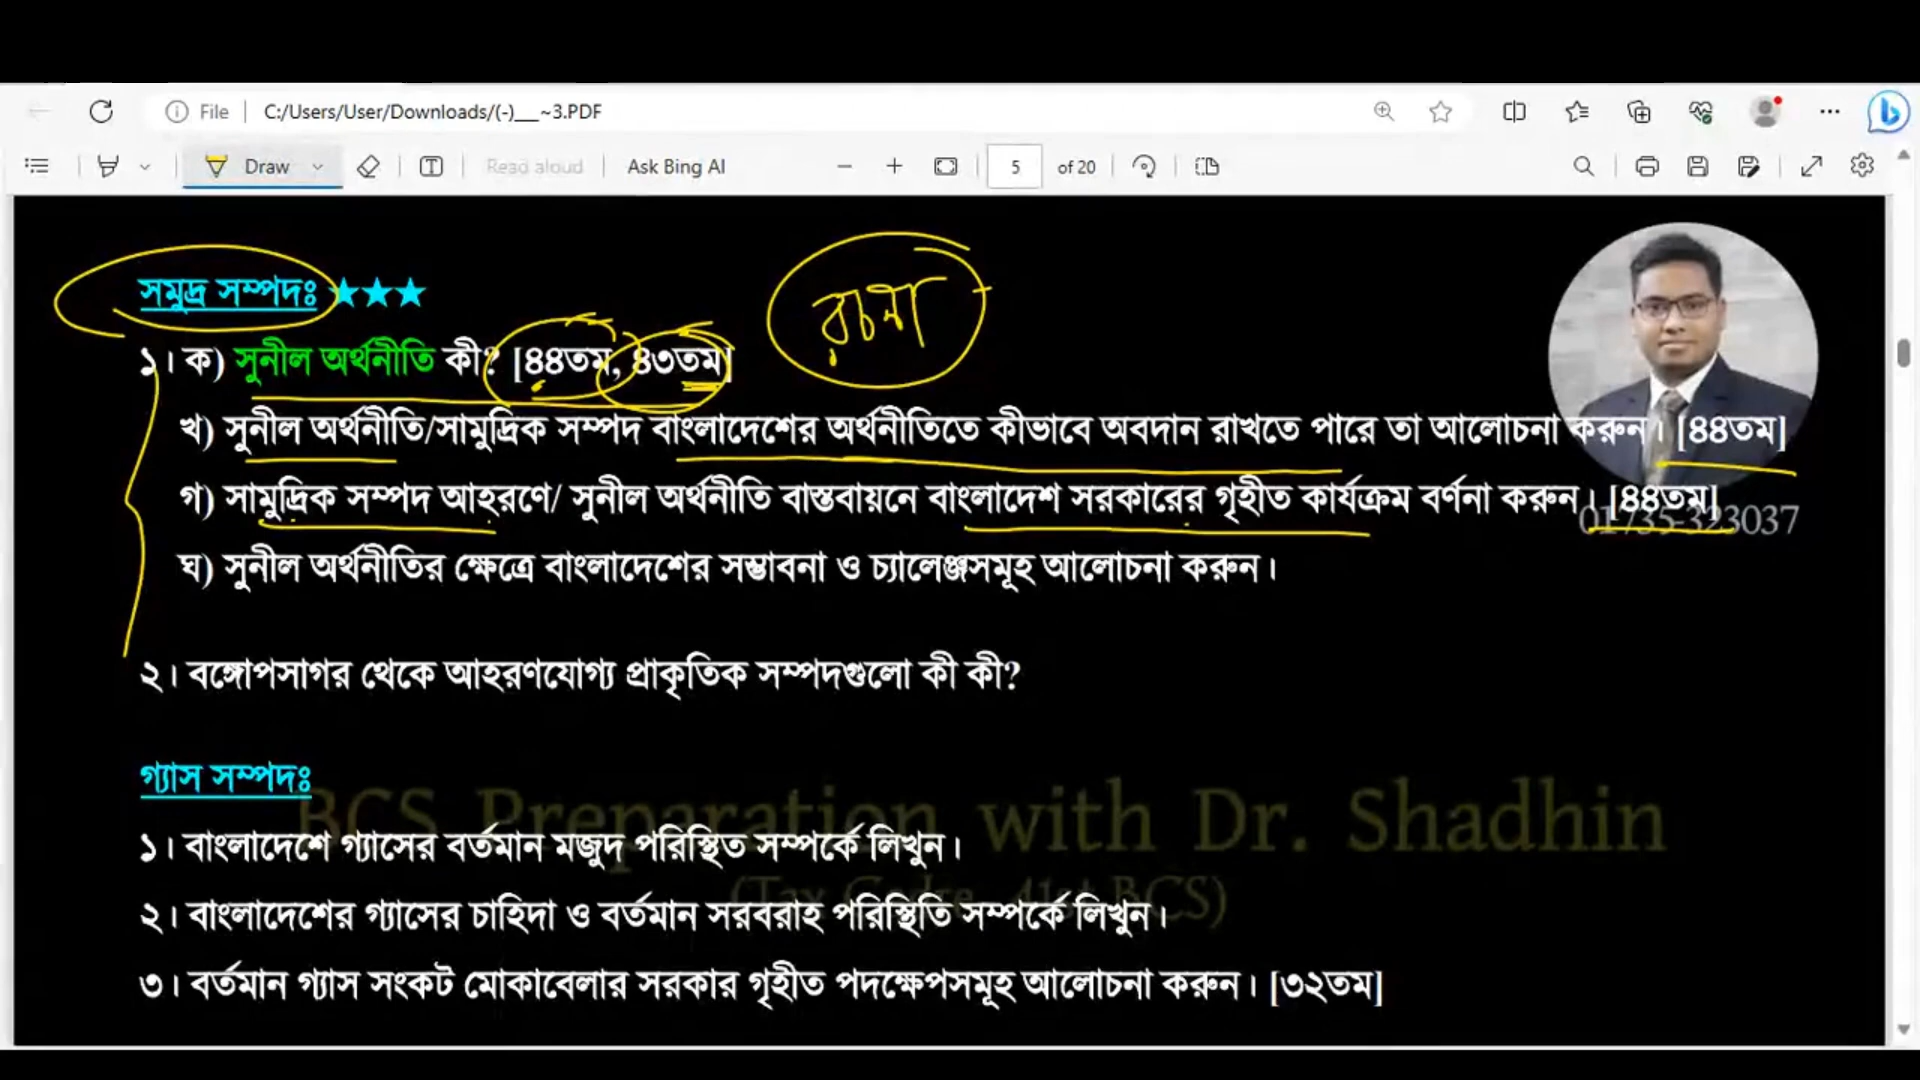 File C:/Users/User/Downloads/(-)___~3.PDF
Draw Read aloud Ask Bing AI 5 of 20
সমুদ্র সম্পদঃ ★★★
রচনা
১। ক) সুনীল অর্থনীতি কী? [৪৪তম, ৪৩তম]
খ) সুনীল অর্থনীতি/সামুদ্রিক সম্পদ বাংলাদেশের অর্থনীতিতে কীভাবে অবদান রাখতে পারে তা আলোচনা করুন। [৪৪তম]
গ) সামুদ্রিক সম্পদ আহরণে/ সুনীল অর্থনীতি বাস্তবায়নে বাংলাদেশ সরকারের গৃহীত কার্যক্রম বর্ণনা করুন। [৪৪তম]
01735-323037
ঘ) সুনীল অর্থনীতির ক্ষেত্রে বাংলাদেশের সম্ভাবনা ও চ্যালেঞ্জসমূহ আলোচনা করুন।
২। বঙ্গোপসাগর থেকে আহরণযোগ্য প্রাকৃতিক সম্পদগুলো কী কী?
গ্যাস সম্পদঃ
BCS Preparation with Dr. Shadhin
১। বাংলাদেশে গ্যাসের বর্তমান মজুদ পরিস্থিত সম্পর্কে লিখুন।
(Tax Cadre, 41st BCS)
২। বাংলাদেশের গ্যাসের চাহিদা ও বর্তমান সরবরাহ পরিস্থিতি সম্পর্কে লিখুন।
৩। বর্তমান গ্যাস সংকট মোকাবেলার সরকার গৃহীত পদক্ষেপসমূহ আলোচনা করুন। [৩২তম]